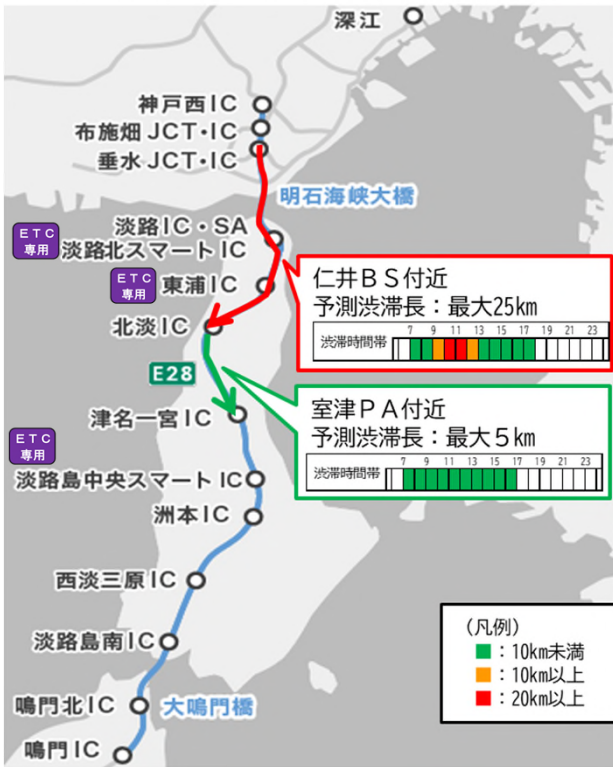 深江
神戸西IC
布施畑JCT・IC
垂水JCT・IC
明石海峡大橋
ETC
専用
淡路IC・SA
淡路北スマートIC
ETC
専用
東浦IC
北淡IC
仁井BS付近
予測渋滞長：最大25km
渋滞時間帯
7 9 11 13 15 17 19 21 23
E28
津名一宮IC
室津PA付近
予測渋滞長：最大5km
渋滞時間帯
7 9 11 13 15 17 19 21 23
ETC
専用
淡路島中央スマートIC
洲本IC
西淡三原IC
淡路島南IC
鳴門北IC
大鳴門橋
鳴門IC
（凡例）
：10km未満
：10km以上
：20km以上